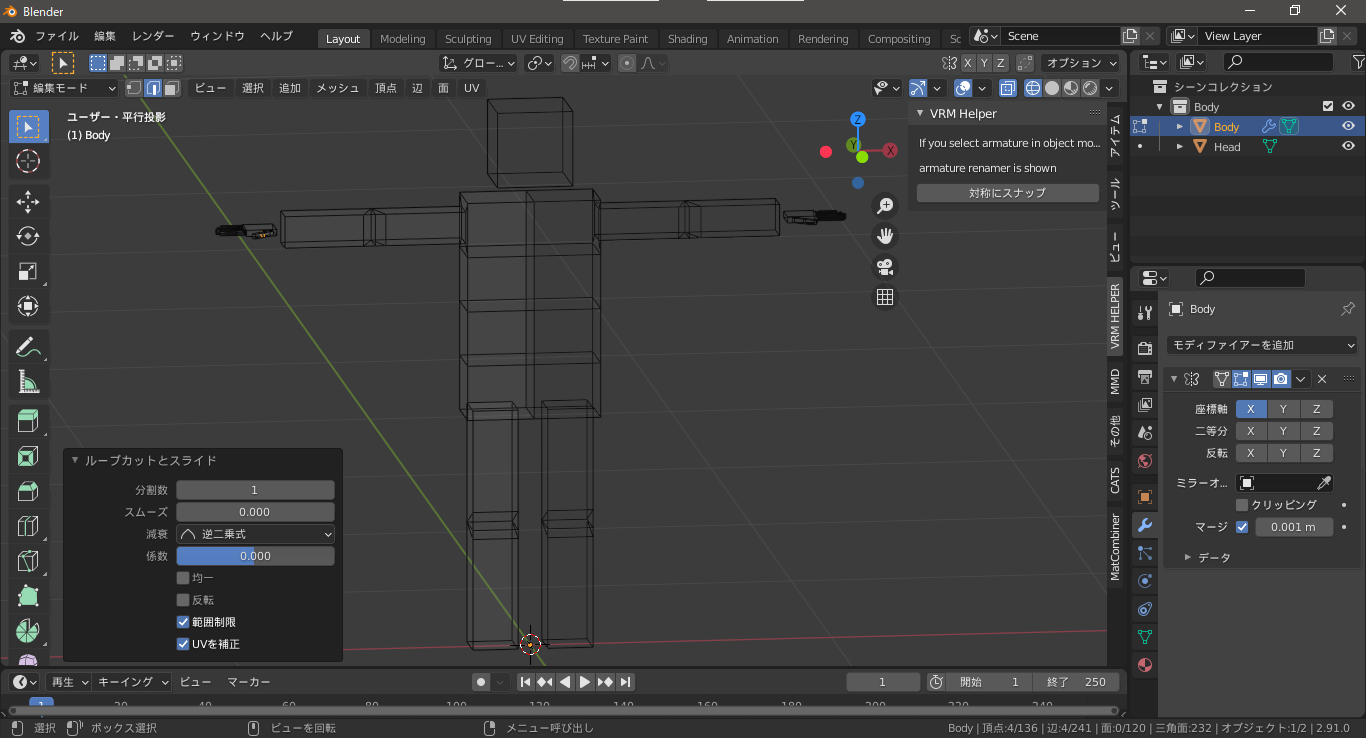 Blender
ファイル 編集 レンダー ウィンドウ ヘルプ Layout Modeling Sculpting UV Editing Texture Paint Shading Animation Rendering Compositing Sc Scene View Layer
グロー... X Y Z オプション
編集モード ビュー 選択 追加 メッシュ 頂点 辺 面 UV
ユーザー・平行投影
(1) Body
Z
Y
X
VRM Helper
If you select armature in object mo...
armature renamer is shown
対称にスナップ
アイテム
ツール
ビュー
VRM HELPER
MMD
その他
CATS
MatCombiner
シーンコレクション
Body
Body
Head
Body
モディファイアーを追加
座標軸 X Y Z
二等分 X Y Z
反転 X Y Z
ミラーオ...
クリッピング
マージ 0.001 m
データ
ループカットとスライド
分割数 1
スムーズ 0.000
減衰 逆二乗式
係数 0.000
均一
反転
範囲制限
UVを補正
再生 キーイング ビュー マーカー 1 開始 1 終了 250
1 20 40 60 80 100 120 140 160 180 200 220 240
選択 ボックス選択 ビューを回転 メニュー呼び出し Body | 頂点:4/136 | 辺:4/241 | 面:0/120 | 三角面:232 | オブジェクト:1/2 | 2.91.0